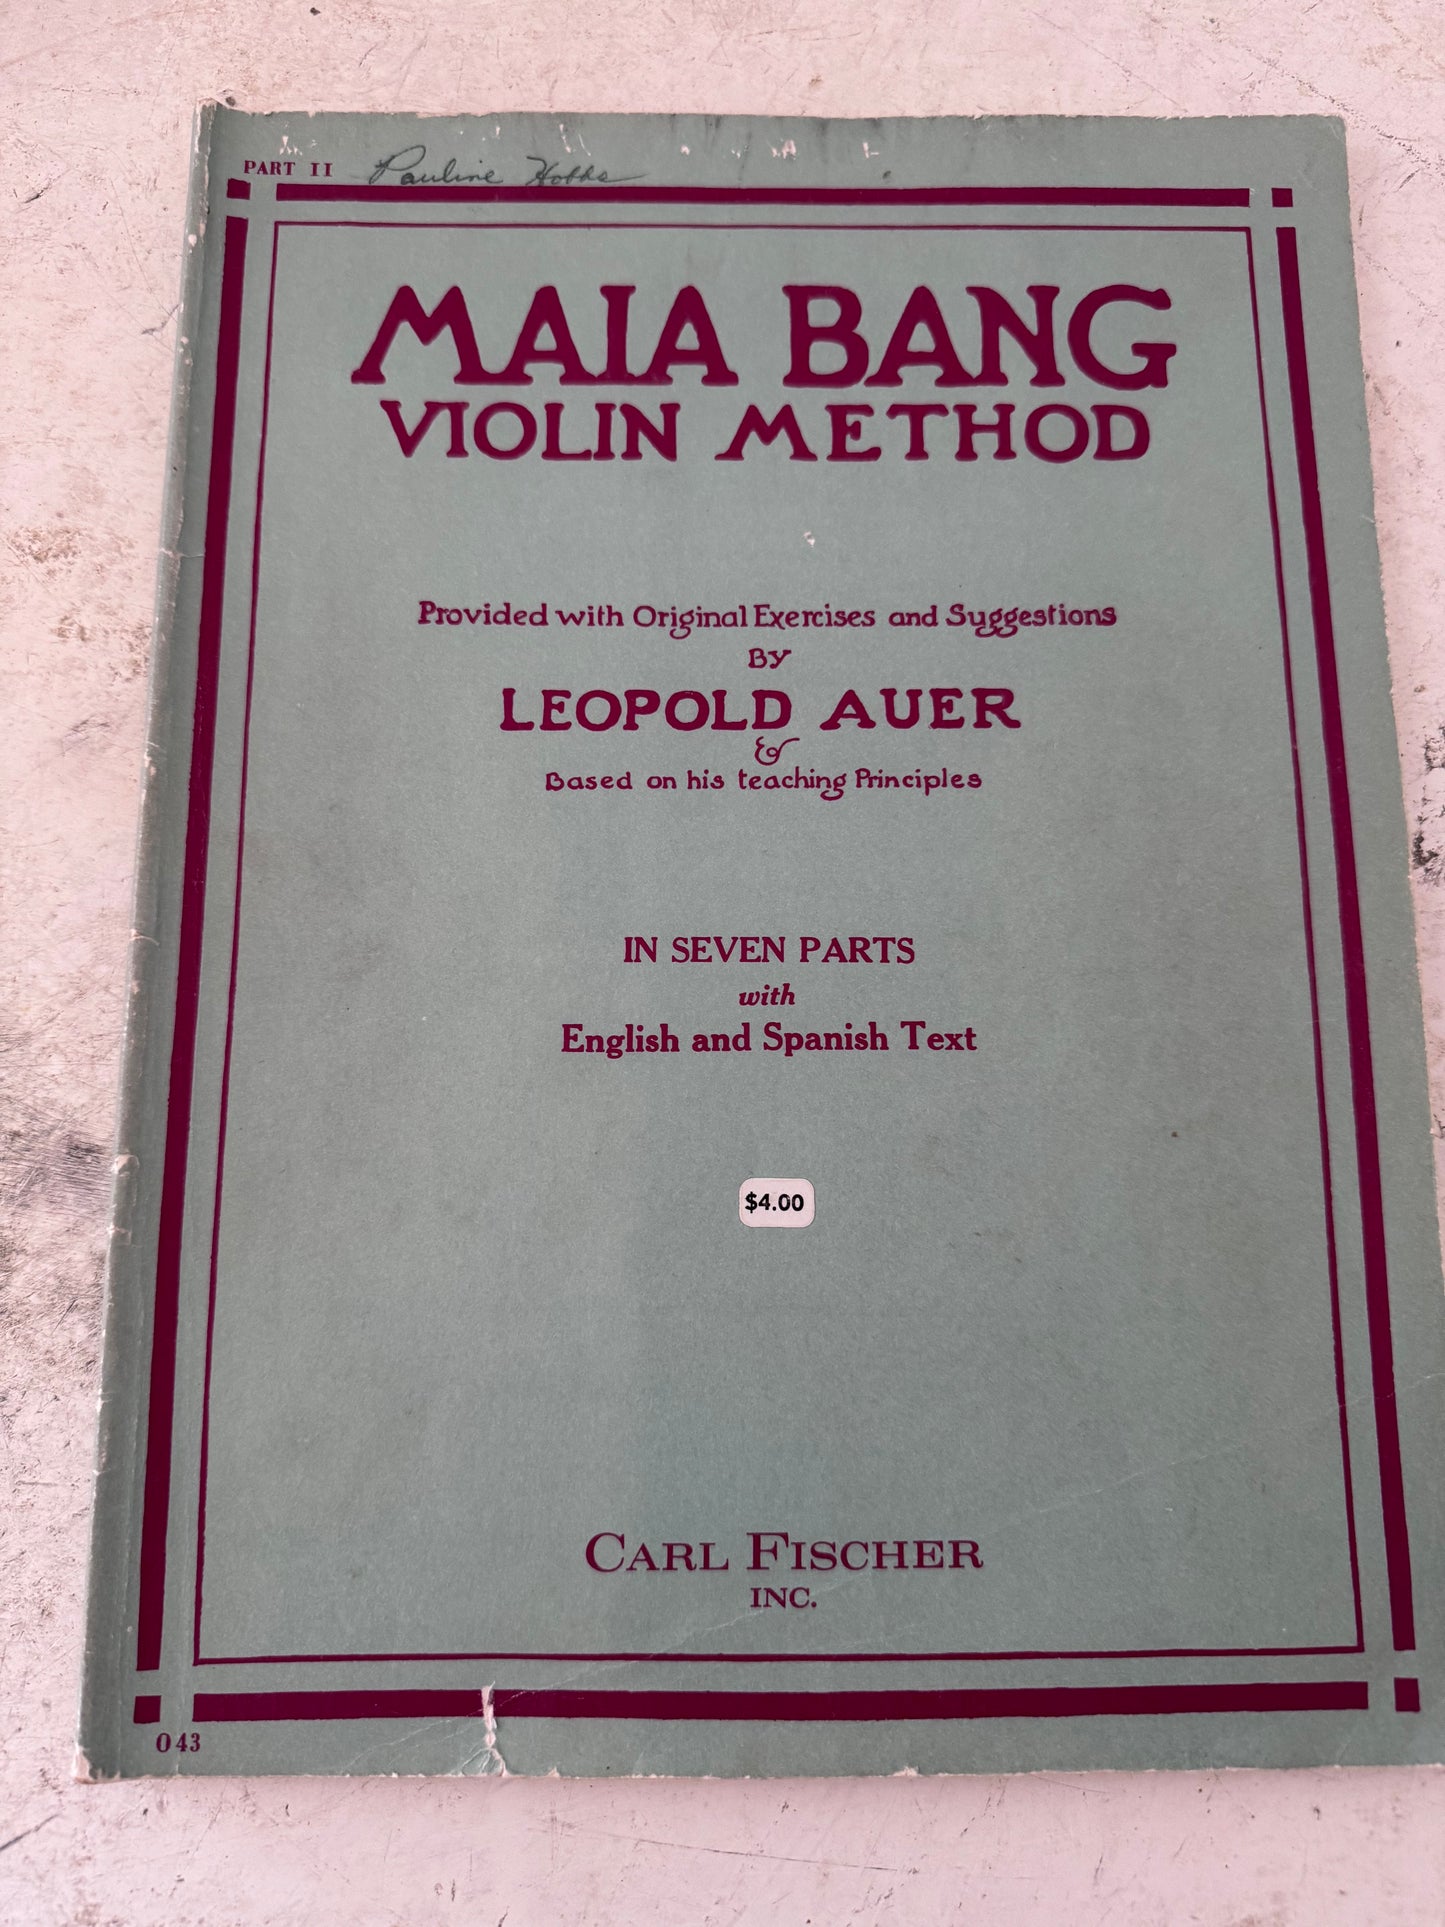 PART II Pauline Hobbs
MAIA BANG
VIOLIN METHOD
Provided with Original Exercises and Suggestions
BY
LEOPOLD AUER
&
Based on his teaching Principles
IN SEVEN PARTS
with
English and Spanish Text
$4.00
CARL FISCHER
INC.
O 43